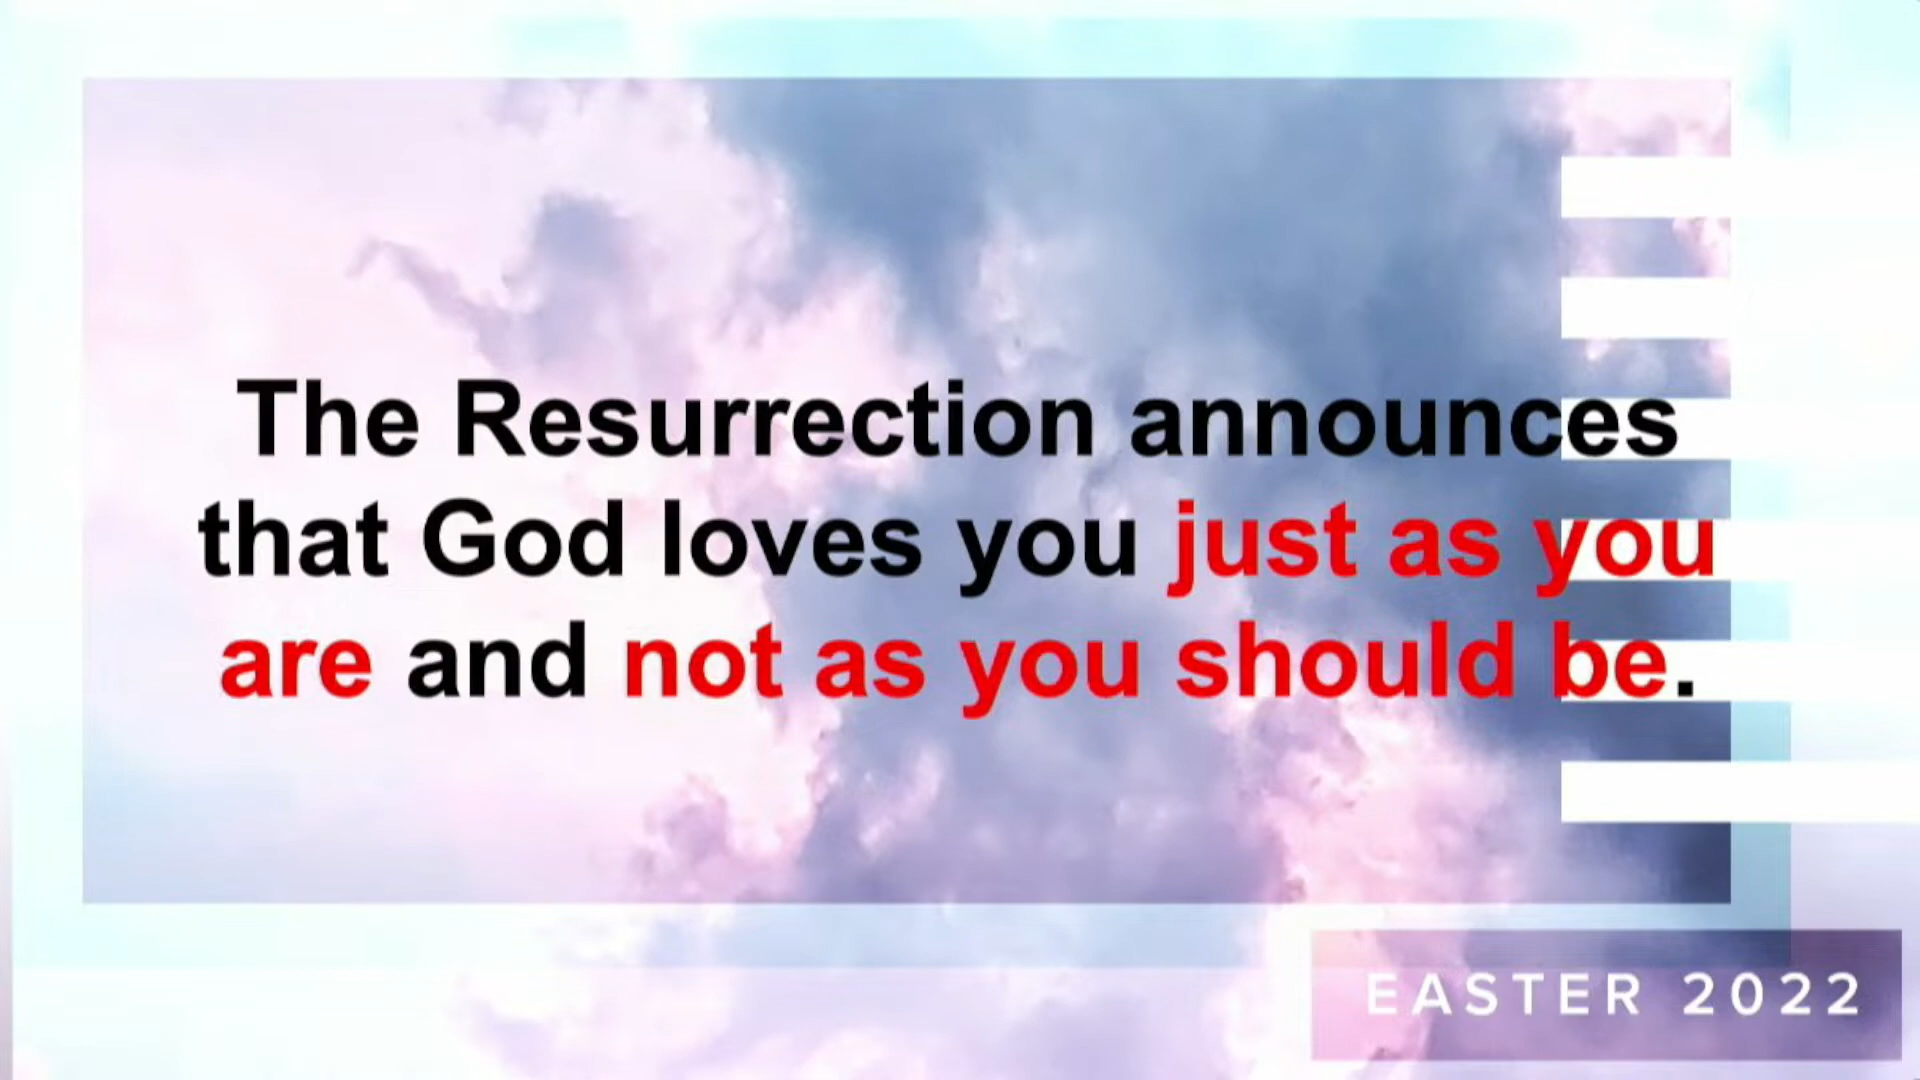 The Resurrection announces
that God loves you just as you
are and not as you should be.
EASTER 2022